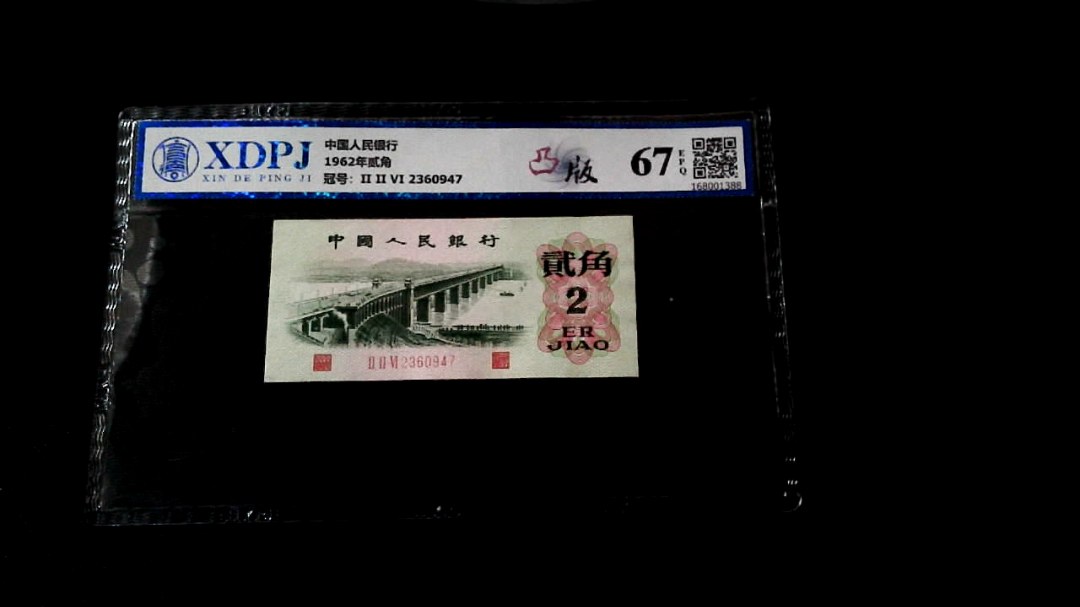 XDPJ
XIN DE PING JI
中国人民银行
1962年贰角
冠号：II II VI 2360947
凸版
67
EPQ
168001388
中國人民銀行
貳角
2
ER
JIAO
II II VI 2360947